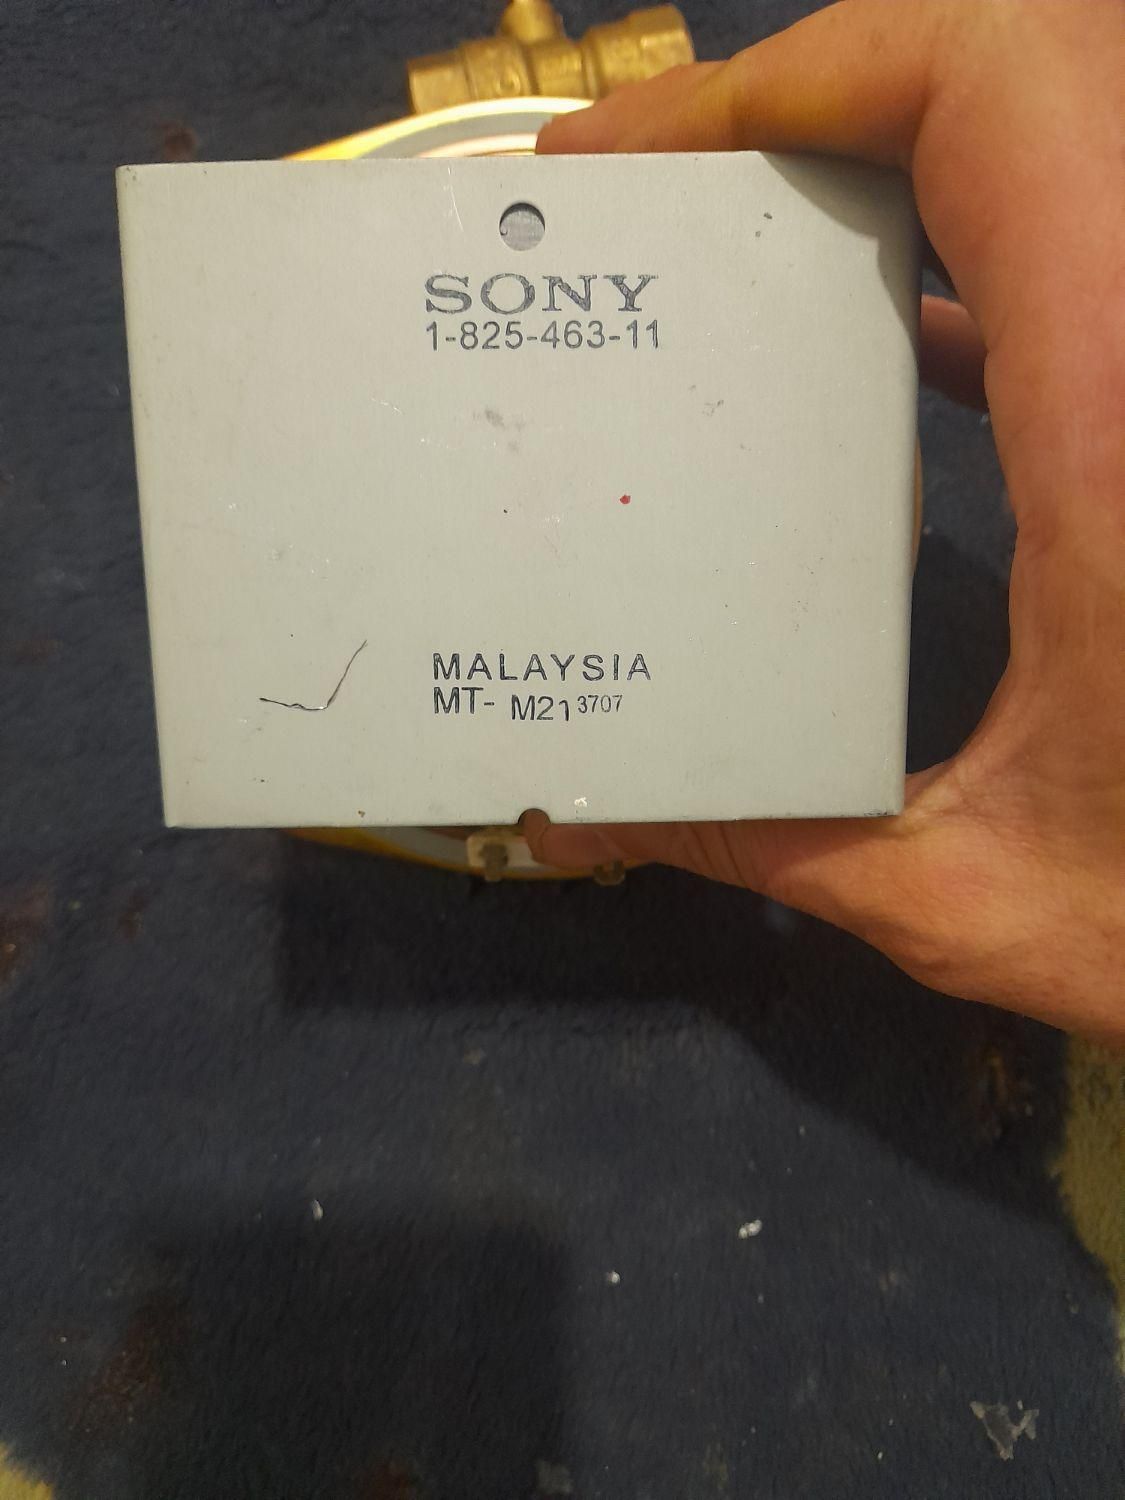 SONY
1-825-463-11
MALAYSIA
MT- M21 3707